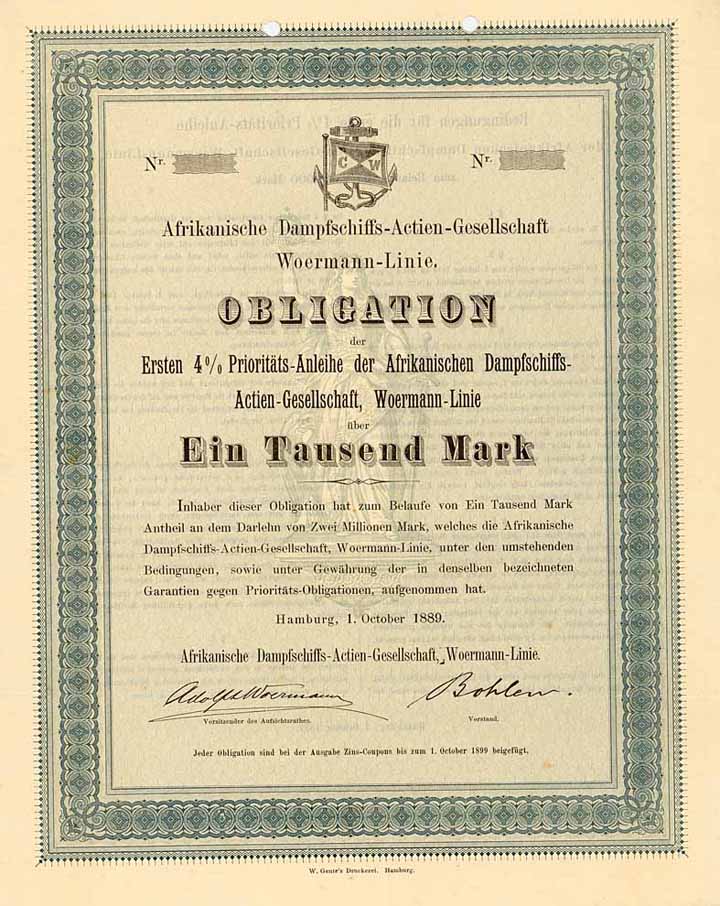 Nr. Nr.
C W
Afrikanische Dampfschiffs-Actien-Gesellschaft
Woermann-Linie.
OBLIGATION
der
Ersten 4% Prioritäts-Anleihe der Afrikanischen Dampfschiffs-
Actien-Gesellschaft, Woermann-Linie
über
Ein Tausend Mark
Inhaber dieser Obligation hat zum Belaufe von Ein Tausend Mark
Antheil an dem Darlehn von Zwei Millionen Mark, welches die Afrikanische
Dampfschiffs-Actien-Gesellschaft, Woermann-Linie, unter den umstehenden
Bedingungen, sowie unter Gewährung der in denselben bezeichneten
Garantien gegen Prioritäts-Obligationen, aufgenommen hat.
Hamburg, 1. October 1889.
Afrikanische Dampfschiffs-Actien-Gesellschaft, Woermann-Linie.
Adolph Woermann Bohlen.
Vorsitzender des Aufsichtsrathes. Vorstand.
Jeder Obligation sind bei der Ausgabe Zins-Coupons bis zum 1. October 1899 beigefügt.
W. Gente's Druckerei, Hamburg.